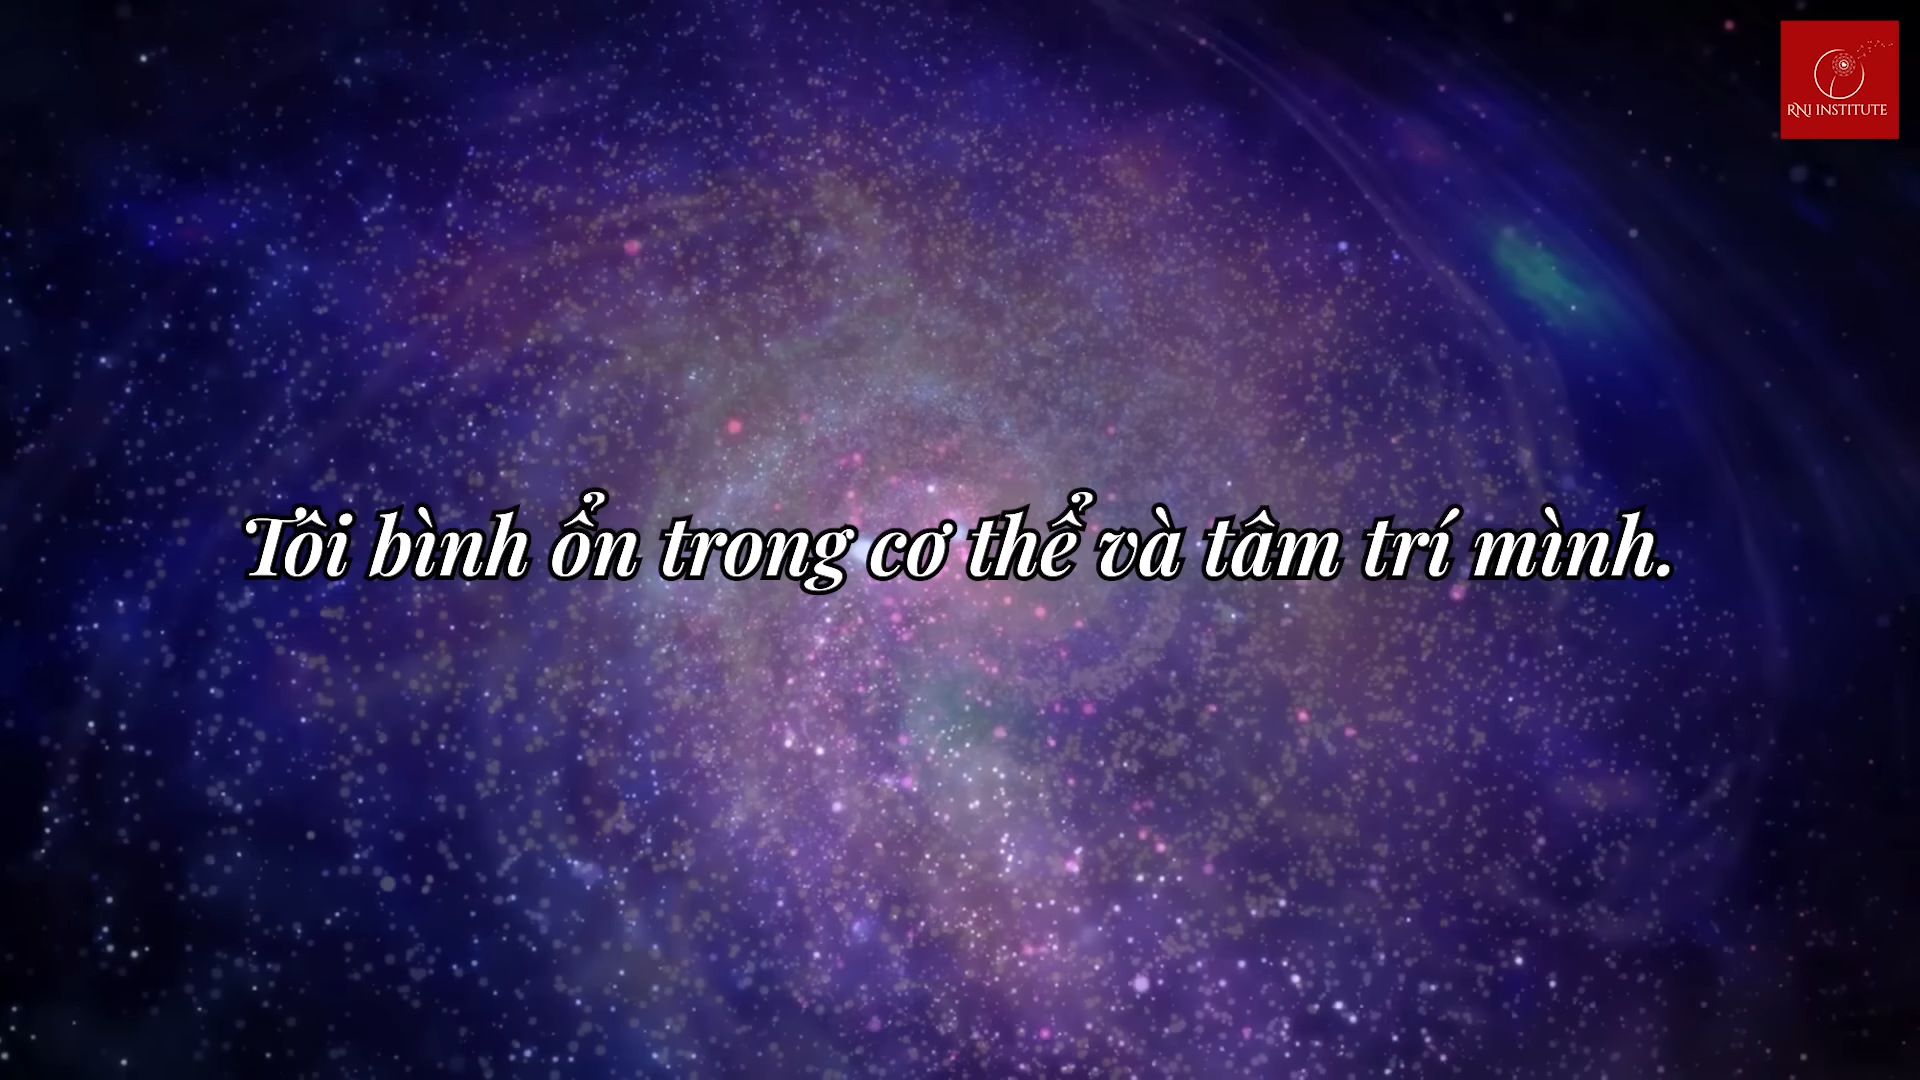 RNI INSTITUTE
Tôi bình ổn trong cơ thể và tâm trí mình.